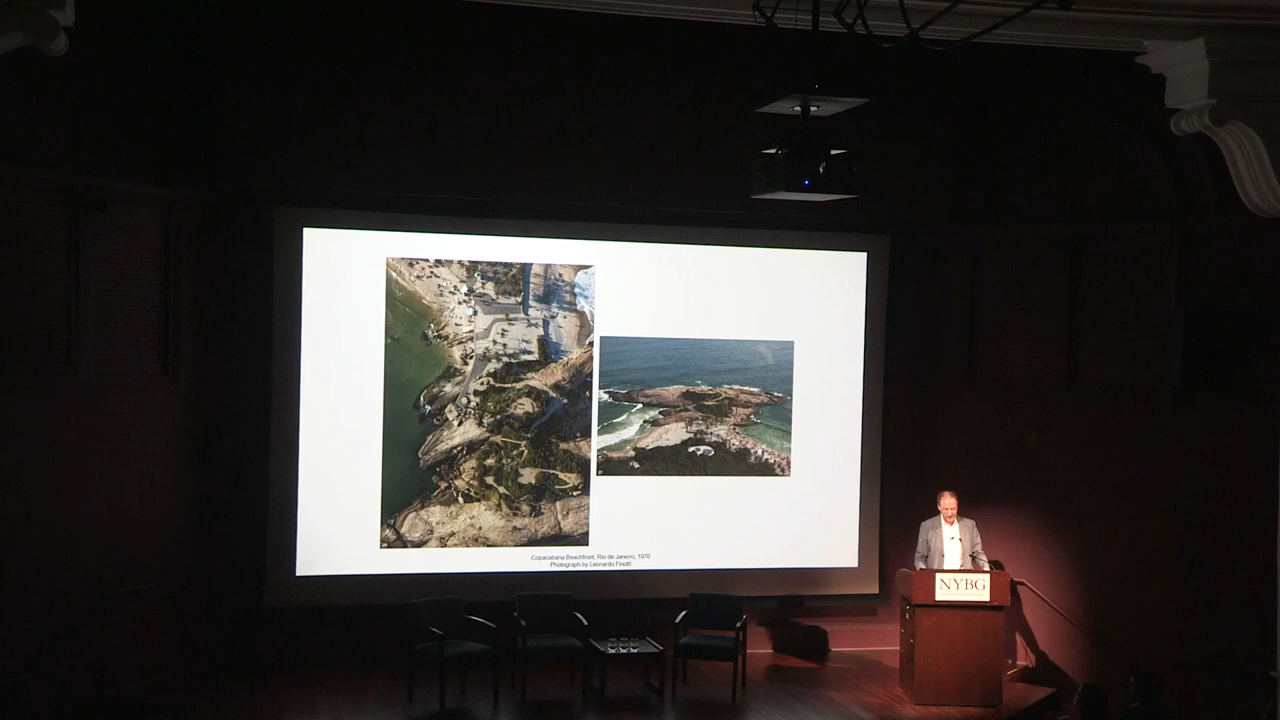 Copacabana Beachfront, Rio de Janeiro, 1970
Photograph by Leonardo Finotti
NYBG